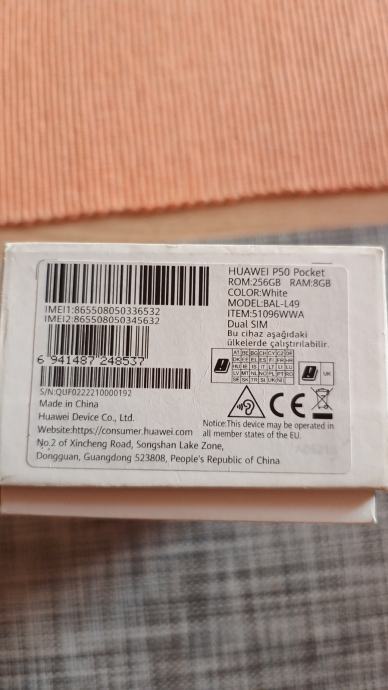 HUAWEI P50 Pocket
ROM:256GB RAM:8GB
COLOR:White
MODEL:BAL-L49
ITEM:51096WWA
Dual SIM
Bu cihaz aşağıdaki
ülkelerde çalıştırılabilir.
IMEI1:865508050336532
IMEI2:865508050345632
6 941487 248537
S/N:QUF0222210000192
UK
CE
Made in China
Huawei Device Co., Ltd.
Website:https://consumer.huawei.com
No.2 of Xincheng Road, Songshan Lake Zone,
Dongguan, Guangdong 523808, People's Republic of China
Notice:This device may be operated in
all member states of the EU.